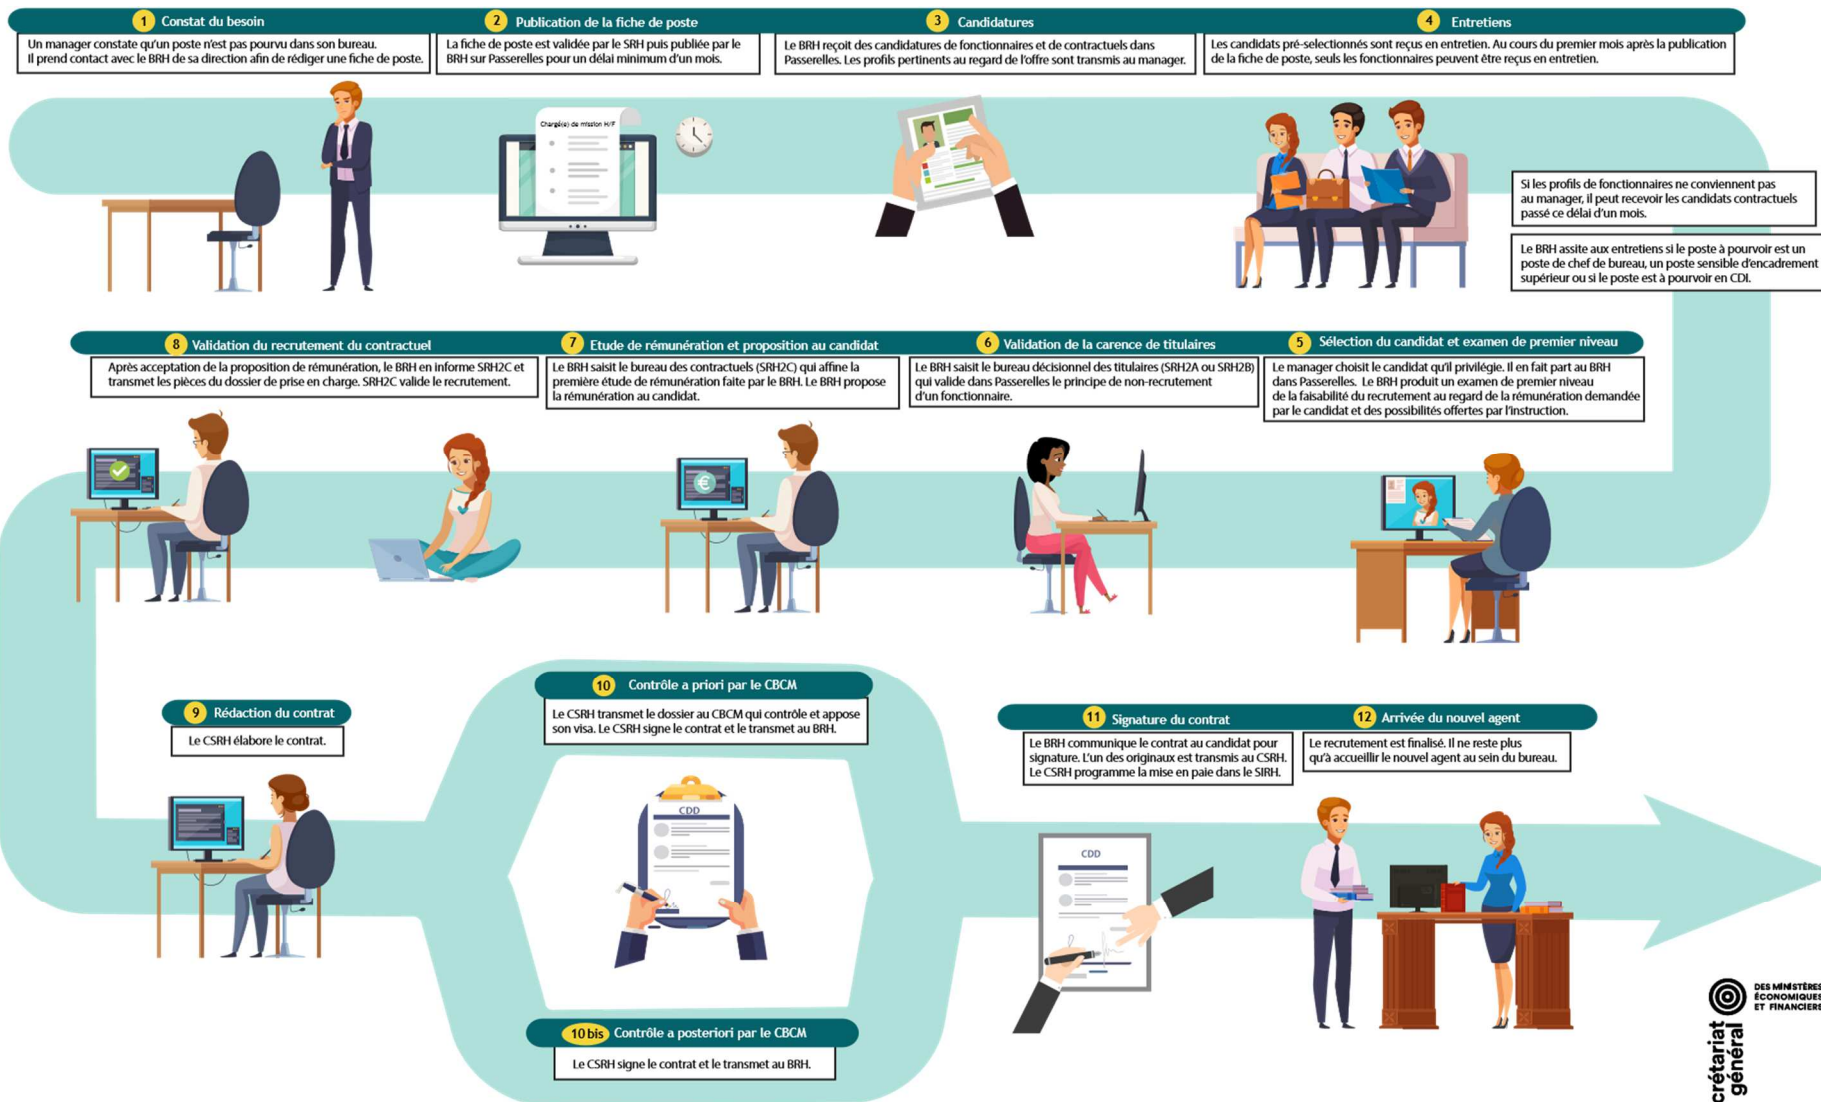 1 Constat du besoin
Un manager constate qu'un poste n'est pas pourvu dans son bureau.
Il prend contact avec le BRH de sa direction afin de rédiger une fiche de poste.
2 Publication de la fiche de poste
La fiche de poste est validée par le SRH puis publiée par le
BRH sur Passerelles pour un délai minimum d'un mois.
Chargé(e) de mission H/F
3 Candidatures
Le BRH reçoit des candidatures de fonctionnaires et de contractuels dans
Passerelles. Les profils pertinents au regard de l'offre sont transmis au manager.
4 Entretiens
Les candidats pré-selectionnés sont reçus en entretien. Au cours du premier mois après la publication
de la fiche de poste, seuls les fonctionnaires peuvent être reçus en entretien.
Si les profils de fonctionnaires ne conviennent pas
au manager, il peut recevoir les candidats contractuels
passé ce délai d'un mois.
Le BRH assite aux entretiens si le poste à pourvoir est un
poste de chef de bureau, un poste sensible d'encadrement
supérieur ou si le poste est à pourvoir en CDI.
5 Sélection du candidat et examen de premier niveau
Le manager choisit le candidat qu'il privilégie. Il en fait part au BRH
dans Passerelles. Le BRH produit un examen de premier niveau
de la faisabilité du recrutement au regard de la rémunération demandée
par le candidat et des possibilités offertes par l'instruction.
6 Validation de la carence de titulaires
Le BRH saisit le bureau décisionnel des titulaires (SRH2A ou SRH2B)
qui valide dans Passerelles le principe de non-recrutement
d'un fonctionnaire.
7 Etude de rémunération et proposition au candidat
Le BRH saisit le bureau des contractuels (SRH2C) qui affine la
première étude de rémunération faite par le BRH. Le BRH propose
la rémunération au candidat.
€
8 Validation du recrutement du contractuel
Après acceptation de la proposition de rémunération, le BRH en informe SRH2C et
transmet les pièces du dossier de prise en charge. SRH2C valide le recrutement.
9 Rédaction du contrat
Le CSRH élabore le contrat.
10 Contrôle a priori par le CBCM
Le CSRH transmet le dossier au CBCM qui contrôle et appose
son visa. Le CSRH signe le contrat et le transmet au BRH.
CDD
10 bis Contrôle a posteriori par le CBCM
Le CSRH signe le contrat et le transmet au BRH.
11 Signature du contrat
Le BRH communique le contrat au candidat pour
signature. L'un des originaux est transmis au CSRH.
Le CSRH programme la mise en paie dans le SIRH.
CDD
12 Arrivée du nouvel agent
Le recrutement est finalisé. Il ne reste plus
qu'à accueillir le nouvel agent au sein du bureau.
crétariat
général
DES MINISTÈRES
ÉCONOMIQUES
ET FINANCIERS